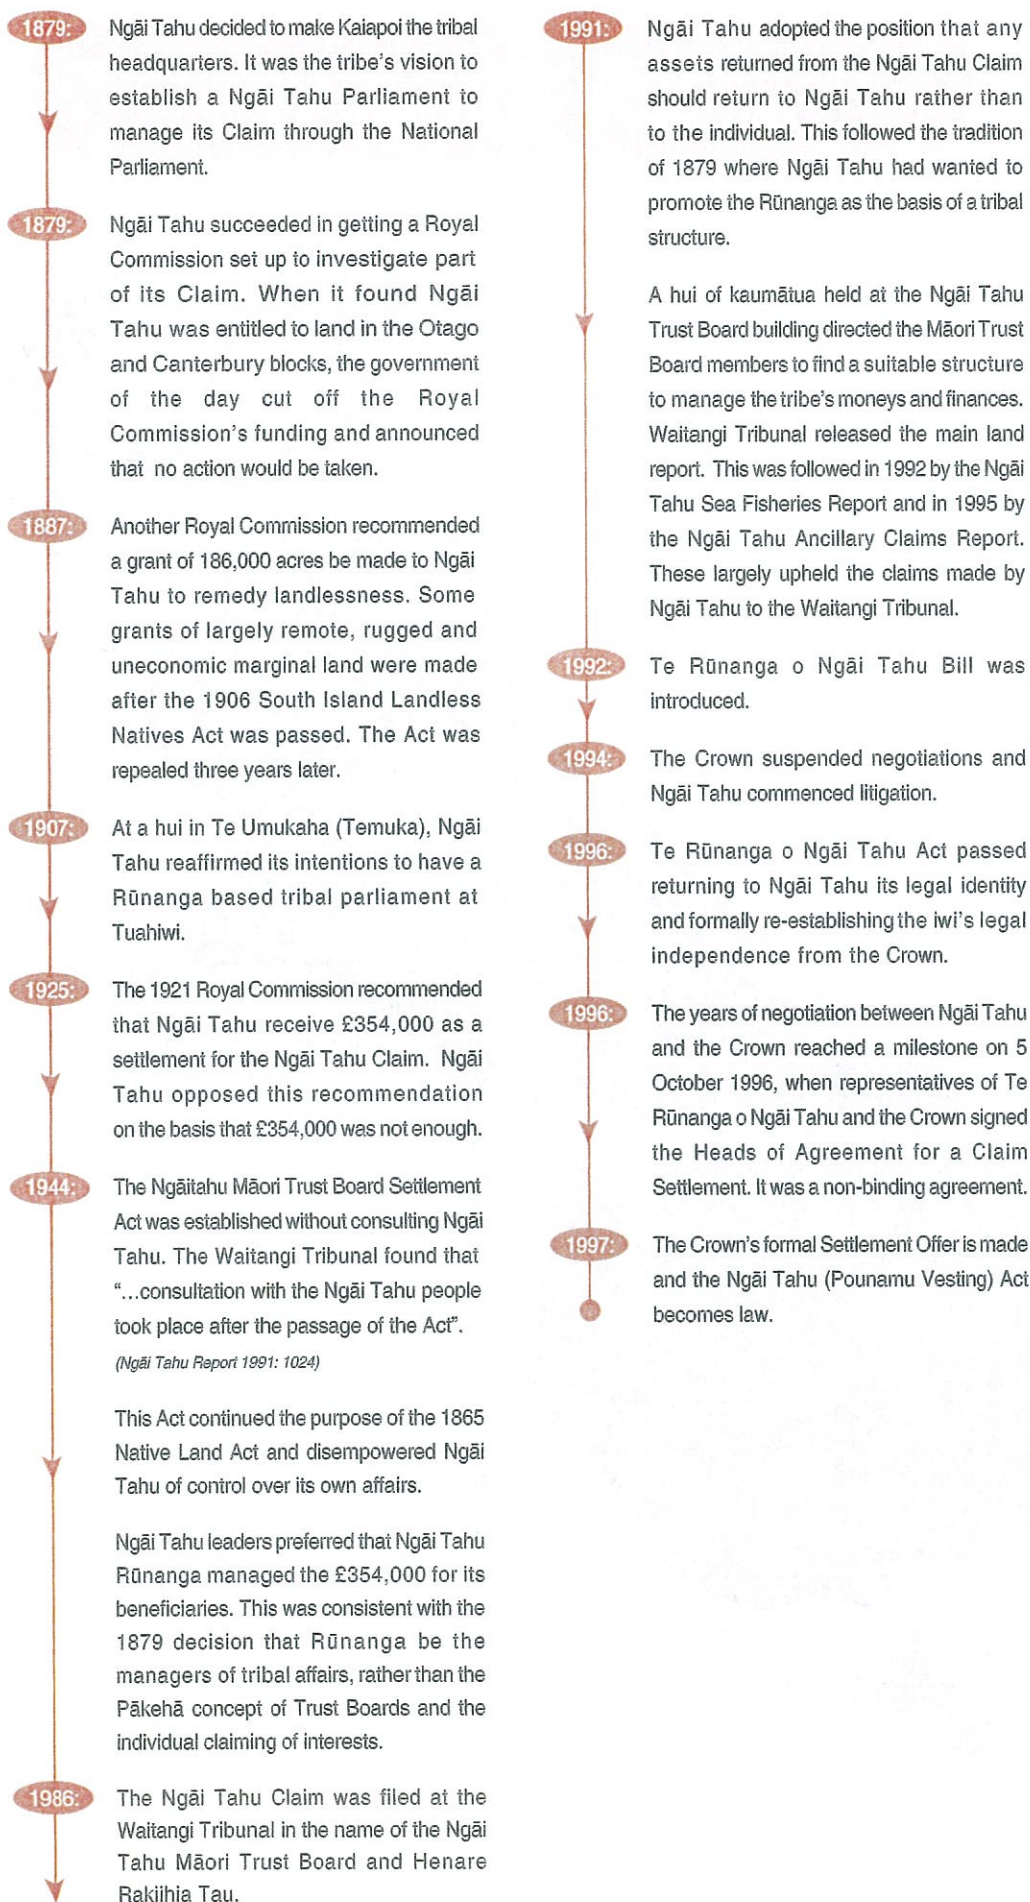 1879:
Ngāi Tahu decided to make Kaiapoi the tribal
headquarters. It was the tribe's vision to
establish a Ngāi Tahu Parliament to
manage its Claim through the National
Parliament.
1879:
Ngāi Tahu succeeded in getting a Royal
Commission set up to investigate part
of its Claim. When it found Ngāi
Tahu was entitled to land in the Otago
and Canterbury blocks, the government
of the day cut off the Royal
Commission's funding and announced
that no action would be taken.
1887:
Another Royal Commission recommended
a grant of 186,000 acres be made to Ngāi
Tahu to remedy landlessness. Some
grants of largely remote, rugged and
uneconomic marginal land were made
after the 1906 South Island Landless
Natives Act was passed. The Act was
repealed three years later.
1907:
At a hui in Te Umukaha (Temuka), Ngāi
Tahu reaffirmed its intentions to have a
Rūnanga based tribal parliament at
Tuahiwi.
1925:
The 1921 Royal Commission recommended
that Ngāi Tahu receive £354,000 as a
settlement for the Ngāi Tahu Claim. Ngāi
Tahu opposed this recommendation
on the basis that £354,000 was not enough.
1944:
The Ngāitahu Māori Trust Board Settlement
Act was established without consulting Ngāi
Tahu. The Waitangi Tribunal found that
"...consultation with the Ngāi Tahu people
took place after the passage of the Act".
(Ngāi Tahu Report 1991: 1024)
This Act continued the purpose of the 1865
Native Land Act and disempowered Ngāi
Tahu of control over its own affairs.
Ngāi Tahu leaders preferred that Ngāi Tahu
Rūnanga managed the £354,000 for its
beneficiaries. This was consistent with the
1879 decision that Rūnanga be the
managers of tribal affairs, rather than the
Pākehā concept of Trust Boards and the
individual claiming of interests.
1986:
The Ngāi Tahu Claim was filed at the
Waitangi Tribunal in the name of the Ngāi
Tahu Māori Trust Board and Henare
Rakiihia Tau.
1991:
Ngāi Tahu adopted the position that any
assets returned from the Ngāi Tahu Claim
should return to Ngāi Tahu rather than
to the individual. This followed the tradition
of 1879 where Ngāi Tahu had wanted to
promote the Rūnanga as the basis of a tribal
structure.
A hui of kaumātua held at the Ngāi Tahu
Trust Board building directed the Māori Trust
Board members to find a suitable structure
to manage the tribe's moneys and finances.
Waitangi Tribunal released the main land
report. This was followed in 1992 by the Ngāi
Tahu Sea Fisheries Report and in 1995 by
the Ngāi Tahu Ancillary Claims Report.
These largely upheld the claims made by
Ngāi Tahu to the Waitangi Tribunal.
1992:
Te Rūnanga o Ngāi Tahu Bill was
introduced.
1994:
The Crown suspended negotiations and
Ngāi Tahu commenced litigation.
1996:
Te Rūnanga o Ngāi Tahu Act passed
returning to Ngāi Tahu its legal identity
and formally re-establishing the iwi's legal
independence from the Crown.
1996:
The years of negotiation between Ngāi Tahu
and the Crown reached a milestone on 5
October 1996, when representatives of Te
Rūnanga o Ngāi Tahu and the Crown signed
the Heads of Agreement for a Claim
Settlement. It was a non-binding agreement.
1997:
The Crown's formal Settlement Offer is made
and the Ngāi Tahu (Pounamu Vesting) Act
becomes law.